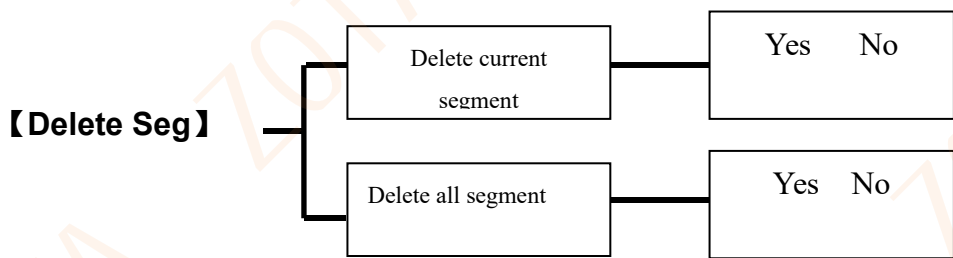 Delete current
segment
Yes No
【Delete Seg】
Delete all segment
Yes No